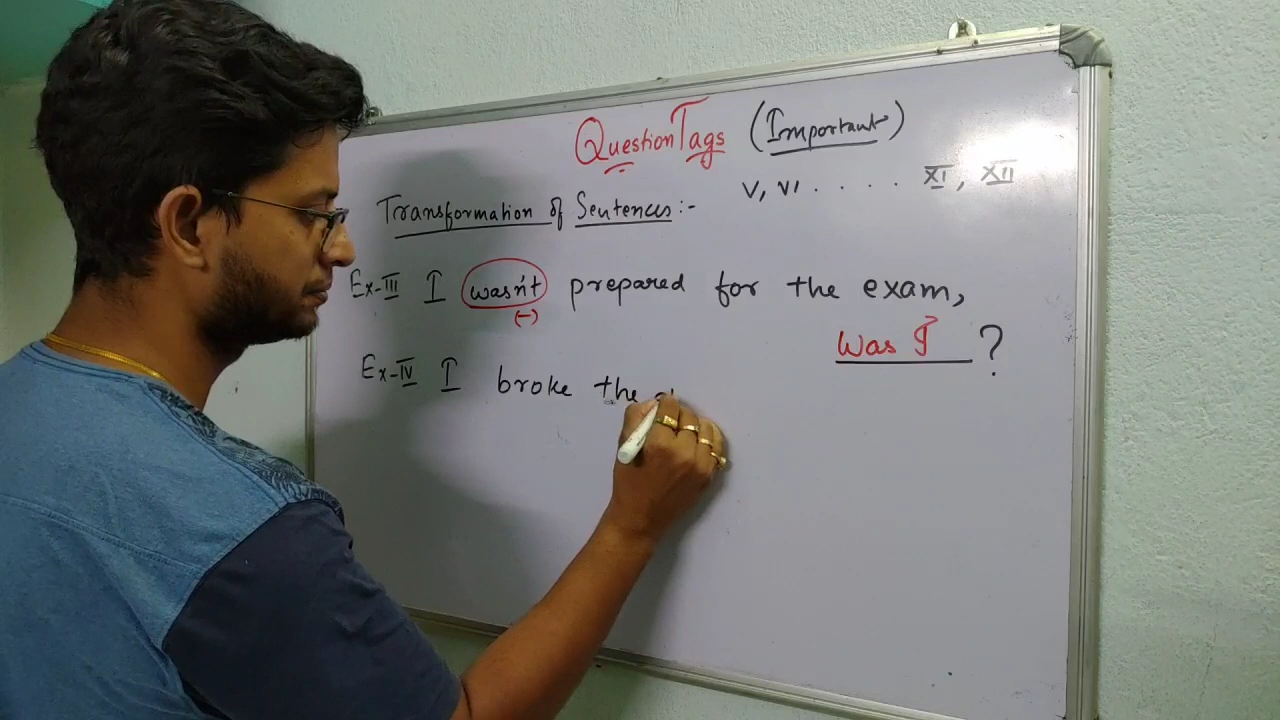 Question Tags (Important)
V, VI . . . . . XI, XII
Transformation of Sentences:-
Ex-III I wasn't prepared for the exam,
(-)
was I ?
Ex-IV I broke the